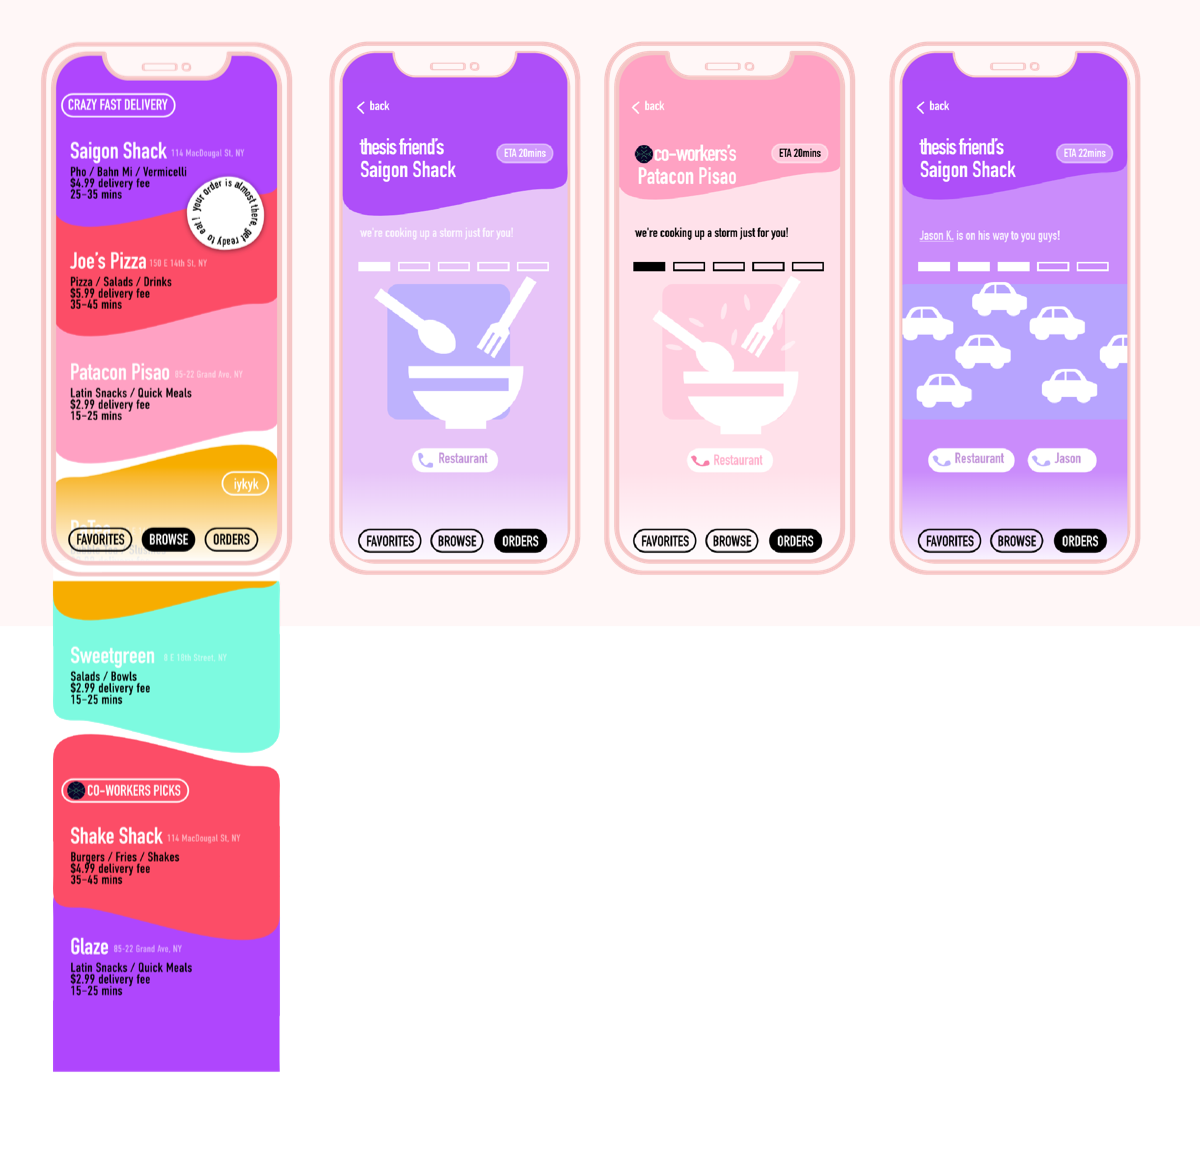 CRAZY FAST DELIVERY
Saigon Shack 114 MacDougal St, NY
Pho / Bahn Mi / Vermicelli
$4.99 delivery fee
25-35 mins
your order is almost there, get ready to eat!
Joe's Pizza 150 E 14th St, NY
Pizza / Salads / Drinks
$5.99 delivery fee
35-45 mins
Patacon Pisao 85-22 Grand Ave, NY
Latin Snacks / Quick Meals
$2.99 delivery fee
15-25 mins
iykyk
FAVORITES BROWSE ORDERS
Sweetgreen 8 E 18th Street, NY
Salads / Bowls
$2.99 delivery fee
15-25 mins
CO-WORKERS PICKS
Shake Shack 114 MacDougal St, NY
Burgers / Fries / Shakes
$4.99 delivery fee
35-45 mins
Glaze 85-22 Grand Ave, NY
Latin Snacks / Quick Meals
$2.99 delivery fee
15-25 mins
back
thesis friend's
Saigon Shack
ETA 20mins
we're cooking up a storm just for you!
Restaurant
FAVORITES BROWSE ORDERS
back
co-workers's
Patacon Pisao
ETA 20mins
we're cooking up a storm just for you!
Restaurant
FAVORITES BROWSE ORDERS
back
thesis friend's
Saigon Shack
ETA 22mins
Jason K. is on his way to you guys!
Restaurant Jason
FAVORITES BROWSE ORDERS